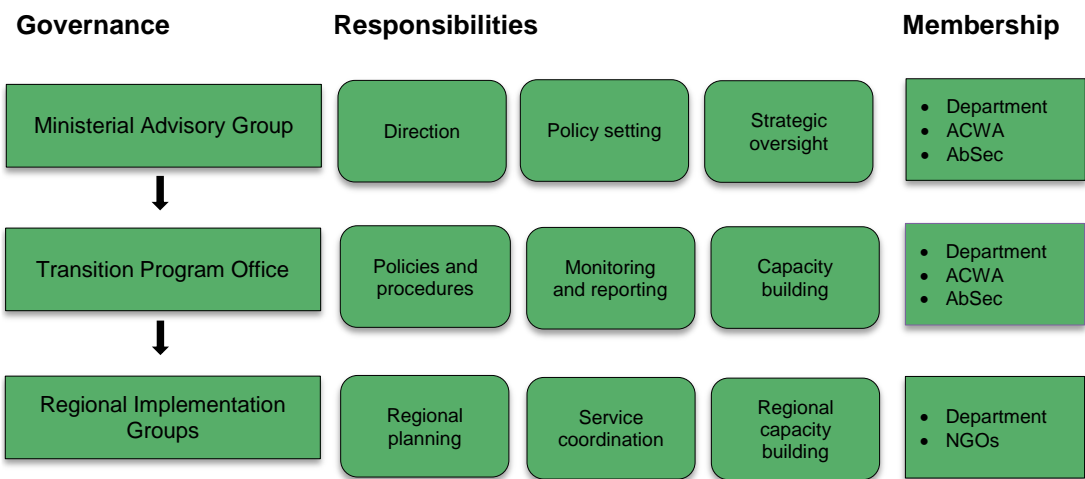 Governance
Responsibilities
Membership
Ministerial Advisory Group
Direction
Policy setting
Strategic
oversight
• Department
• ACWA
• AbSec
Transition Program Office
Policies and
procedures
Monitoring
and reporting
Capacity
building
• Department
• ACWA
• AbSec
Regional Implementation
Groups
Regional
planning
Service
coordination
Regional
capacity
building
• Department
• NGOs